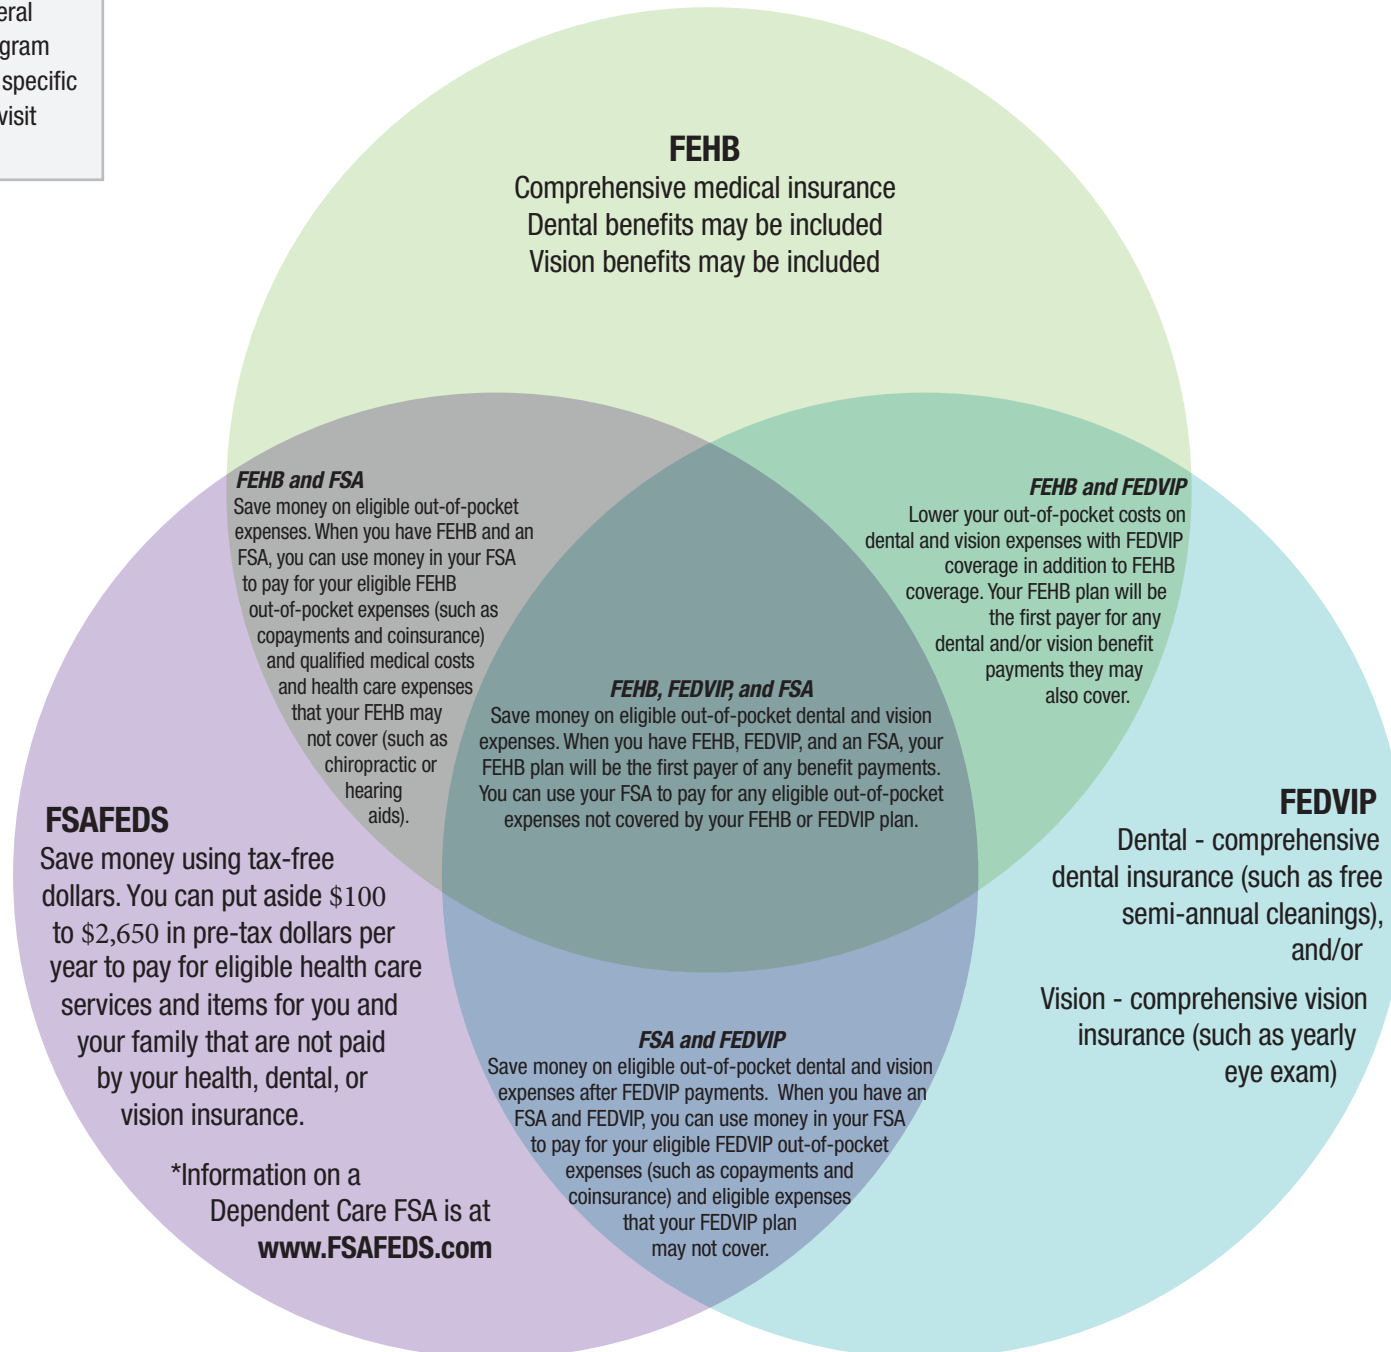 eral
gram
specific
visit
FEHB
Comprehensive medical insurance
Dental benefits may be included
Vision benefits may be included
FEHB and FSA
Save money on eligible out-of-pocket
expenses. When you have FEHB and an
FSA, you can use money in your FSA
to pay for your eligible FEHB
out-of-pocket expenses (such as
copayments and coinsurance)
and qualified medical costs
and health care expenses
that your FEHB may
not cover (such as
chiropractic or
hearing
aids).
FEHB and FEDVIP
Lower your out-of-pocket costs on
dental and vision expenses with FEDVIP
coverage in addition to FEHB
coverage. Your FEHB plan will be
the first payer for any
dental and/or vision benefit
payments they may
also cover.
FEHB, FEDVIP, and FSA
Save money on eligible out-of-pocket dental and vision
expenses. When you have FEHB, FEDVIP, and an FSA, your
FEHB plan will be the first payer of any benefit payments.
You can use your FSA to pay for any eligible out-of-pocket
expenses not covered by your FEHB or FEDVIP plan.
FSAFEDS
Save money using tax-free
dollars. You can put aside $100
to $2,650 in pre-tax dollars per
year to pay for eligible health care
services and items for you and
your family that are not paid
by your health, dental, or
vision insurance.
*Information on a
Dependent Care FSA is at
www.FSAFEDS.com
FEDVIP
Dental - comprehensive
dental insurance (such as free
semi-annual cleanings),
and/or
Vision - comprehensive vision
insurance (such as yearly
eye exam)
FSA and FEDVIP
Save money on eligible out-of-pocket dental and vision
expenses after FEDVIP payments. When you have an
FSA and FEDVIP, you can use money in your FSA
to pay for your eligible FEDVIP out-of-pocket
expenses (such as copayments and
coinsurance) and eligible expenses
that your FEDVIP plan
may not cover.